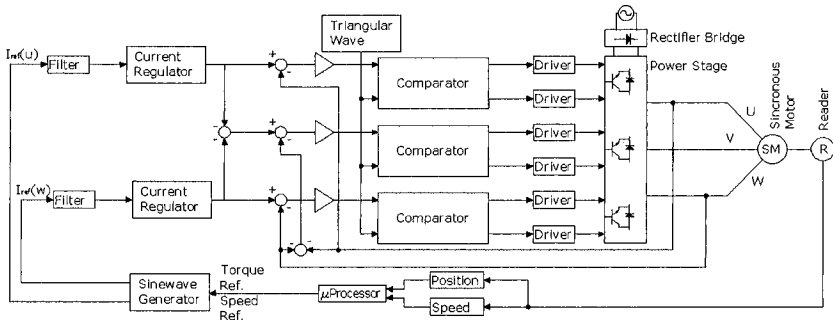 Triangular
Wave
Rectifier Bridge
Iref(u)
Filter
Current
Regulator
Comparator
Driver
Power Stage
Driver
Sincronous
Motor
Reader
U
Comparator
Driver
V
SM
R
Driver
W
Iref(w)
Filter
Current
Regulator
Comparator
Driver
Driver
Sinewave
Generator
Torque
Ref.
Speed
Ref.
µProcessor
Position
Speed